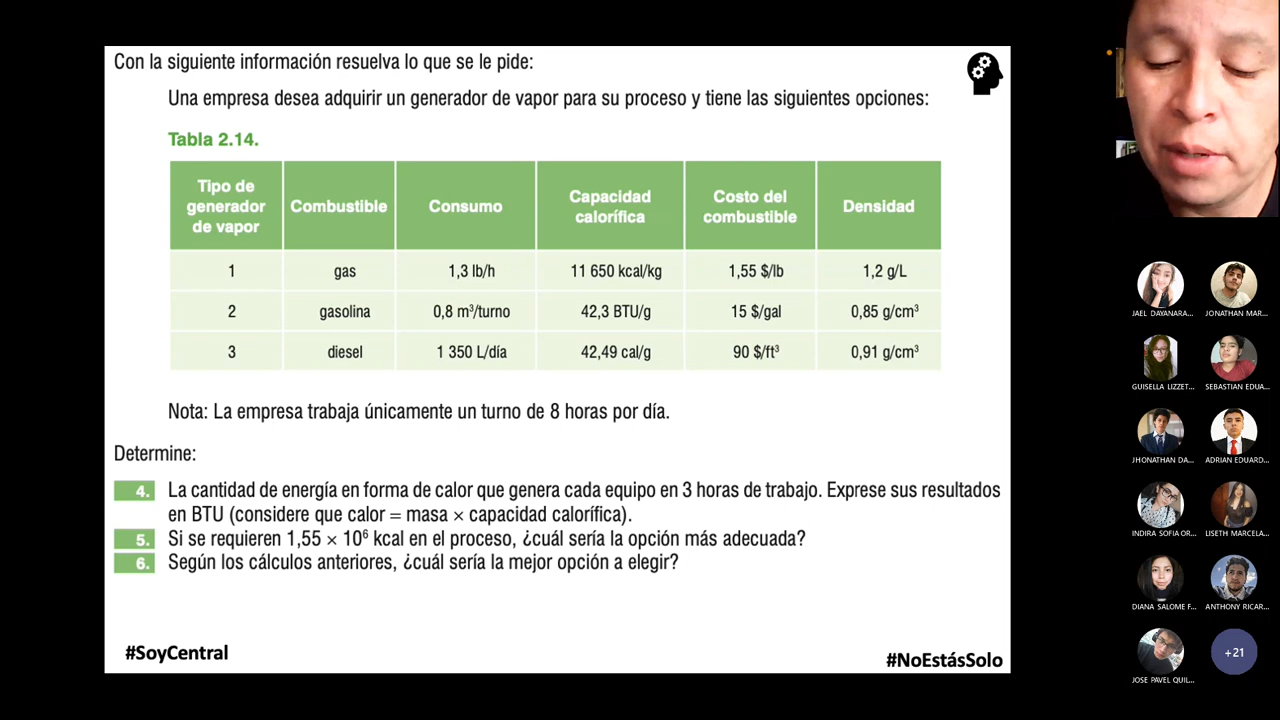 Con la siguiente información resuelva lo que se le pide:
Una empresa desea adquirir un generador de vapor para su proceso y tiene las siguientes opciones:
Tabla 2.14.
Tipo de generador de vapor Combustible Consumo Capacidad calorífica Costo del combustible Densidad
1 gas 1,3 lb/h 11 650 kcal/kg 1,55 $/lb 1,2 g/L
2 gasolina 0,8 m³/turno 42,3 BTU/g 15 $/gal 0,85 g/cm³
3 diesel 1 350 L/día 42,49 cal/g 90 $/ft³ 0,91 g/cm³
Nota: La empresa trabaja únicamente un turno de 8 horas por día.
Determine:
4. La cantidad de energía en forma de calor que genera cada equipo en 3 horas de trabajo. Exprese sus resultados
en BTU (considere que calor = masa × capacidad calorífica).
5. Si se requieren 1,55 × 10⁶ kcal en el proceso, ¿cuál sería la opción más adecuada?
6. Según los cálculos anteriores, ¿cuál sería la mejor opción a elegir?
#SoyCentral
#NoEstásSolo
JAEL DAYANARA... JONATHAN MAR...
GUISELLA LIZZET... SEBASTIAN EDUA...
JHONATHAN DA... ADRIAN EDUARD...
INDIRA SOFIA OR... LISETH MARCELA...
DIANA SALOME F... ANTHONY RICAR...
JOSE PAVEL QUIL... +21